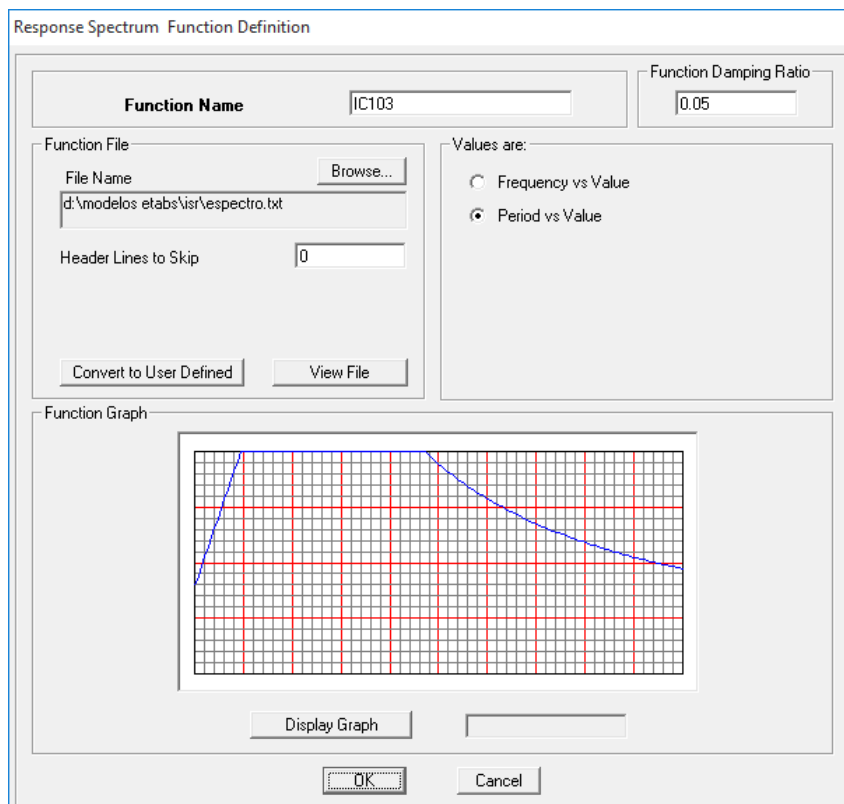 Response Spectrum  Function Definition
Function Name
IC103
Function Damping Ratio
0.05
Function File
File Name
Browse...
d:\modelos etabs\isr\espectro.txt
Header Lines to Skip
0
Convert to User Defined
View File
Values are:
Frequency vs Value
Period vs Value
Function Graph
Display Graph
OK
Cancel